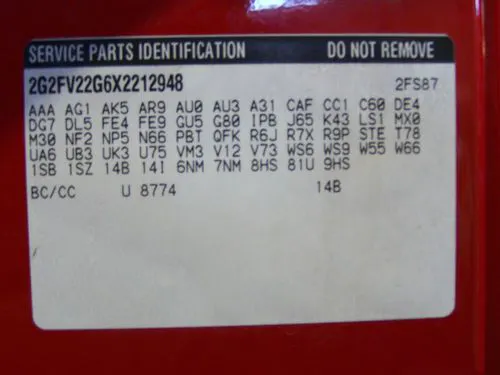 SERVICE PARTS IDENTIFICATION DO NOT REMOVE
2G2FV22G6X2212948 2FS87
AAA AG1 AK5 AR9 AU0 AU3 A31 CAF CC1 C60 DE4
DG7 DL5 FE4 FE9 GU5 G80 IPB J65 K43 LS1 MX0
M30 NF2 NP5 N66 PBT QFK R6J R7X R9P STE T78
UA6 UB3 UK3 U75 VM3 V12 V73 WS6 WS9 W55 W66
1SB 1SZ 14B 14I 6NM 7NM 8HS 81U 9HS
BC/CC U 8774 14B